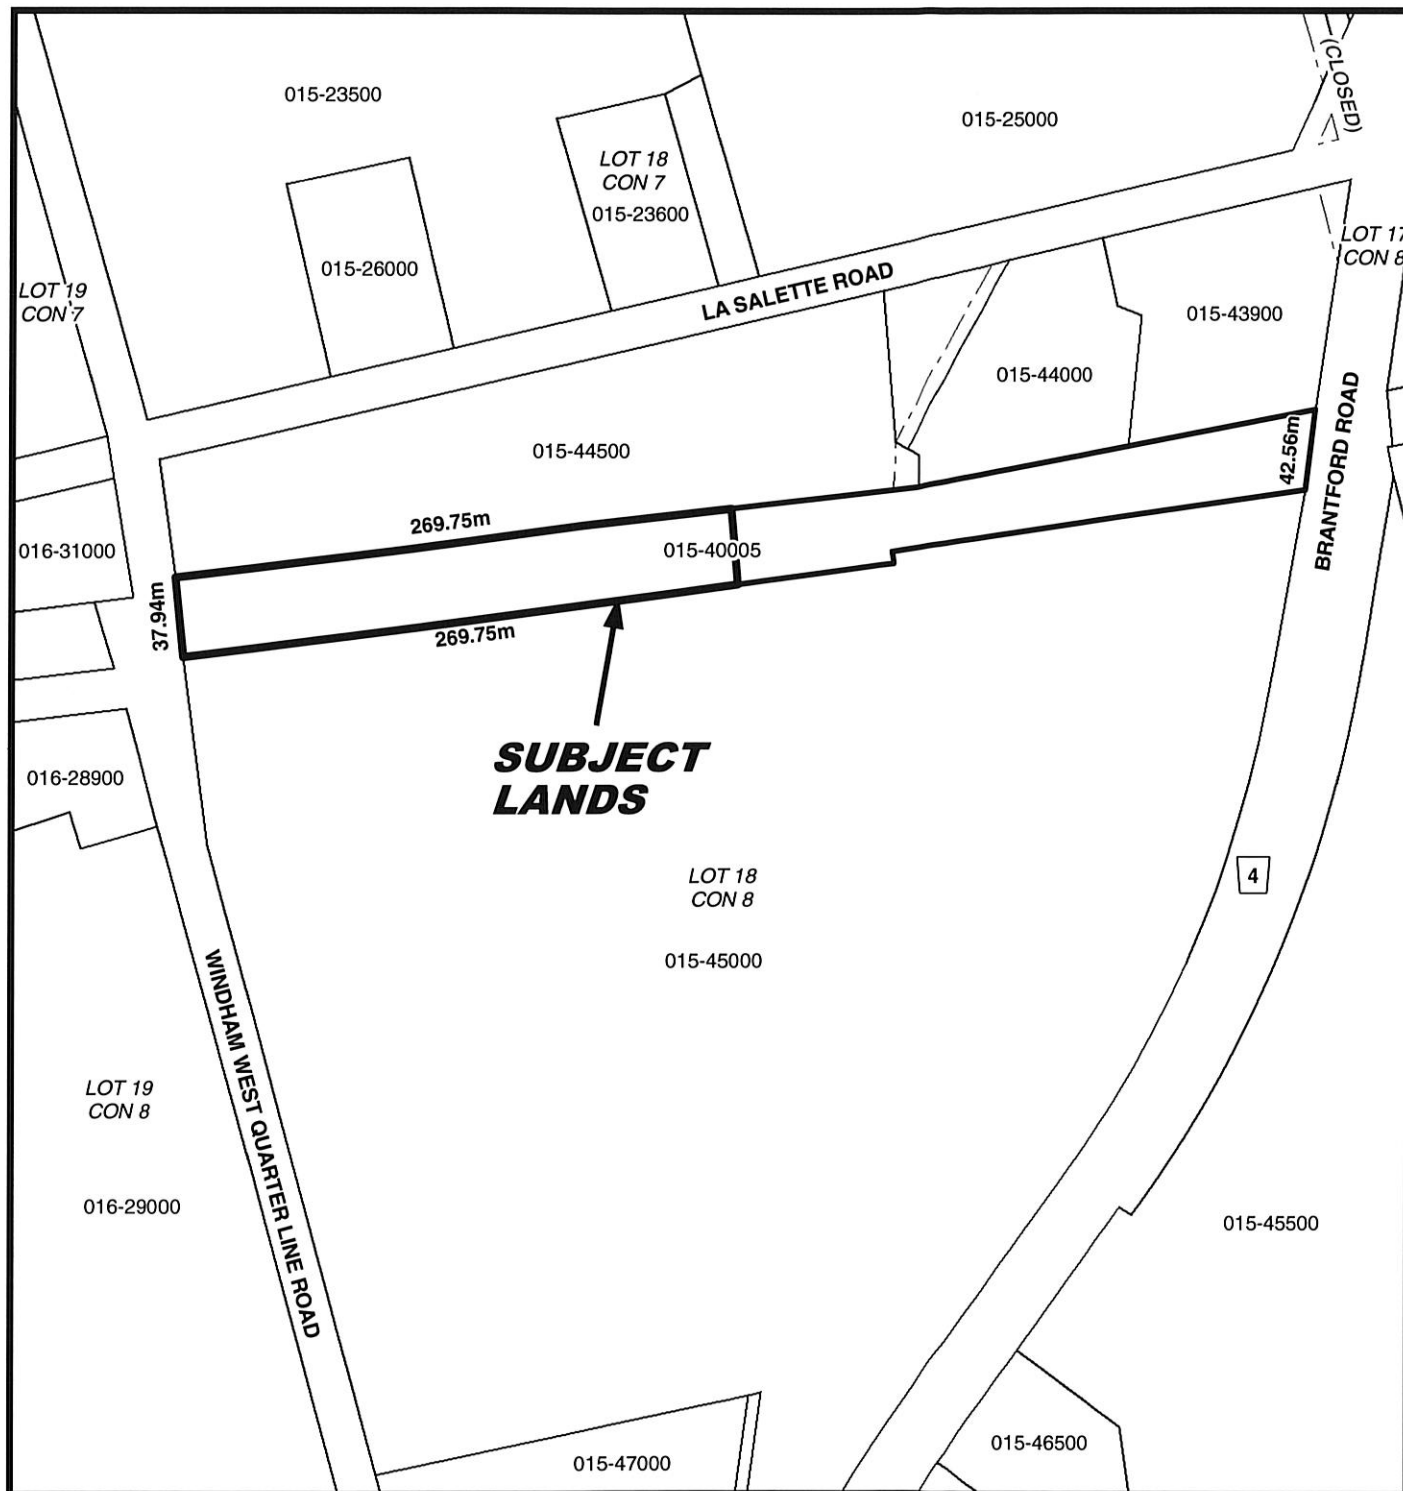 015-23500
015-25000
(CLOSED)
LOT 18
CON 7
015-23600
015-26000
LOT 19
CON 7
LOT 17
CON 8
LA SALETTE ROAD
015-43900
015-44000
015-44500
42.56m
BRANTFORD ROAD
269.75m
015-40005
016-31000
37.94m
269.75m
SUBJECT
LANDS
016-28900
LOT 18
CON 8
4
015-45000
WINDHAM WEST QUARTER LINE ROAD
LOT 19
CON 8
016-29000
015-45500
015-46500
015-47000